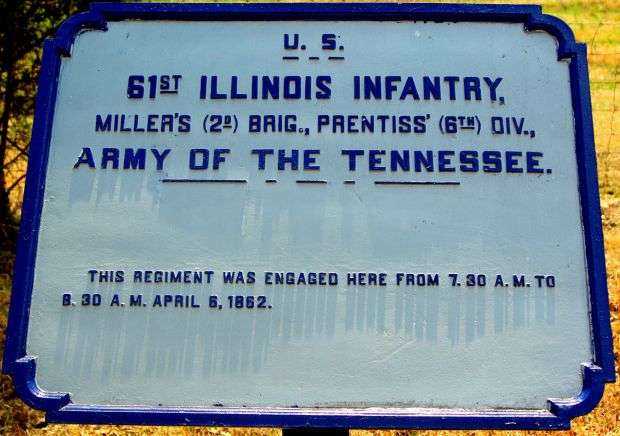 U. S.
61ST ILLINOIS INFANTRY,
MILLER'S (2D) BRIG., PRENTISS' (6TH) DIV.,
ARMY OF THE TENNESSEE.
THIS REGIMENT WAS ENGAGED HERE FROM 7.30 A.M. TO
8.30 A.M. APRIL 6, 1862.